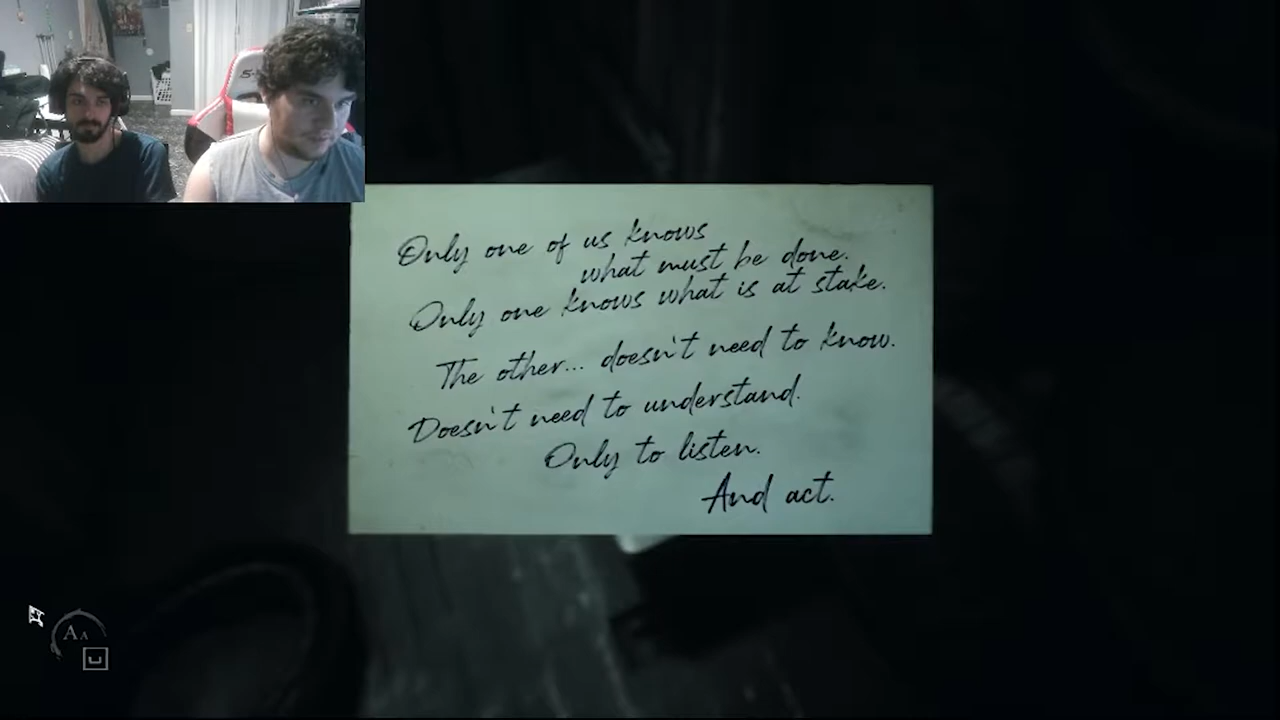 Only one of us knows
what must be done.
Only one knows what is at stake.
The other... doesn't need to know.
Doesn't need to understand.
Only to listen.
And act.
AA